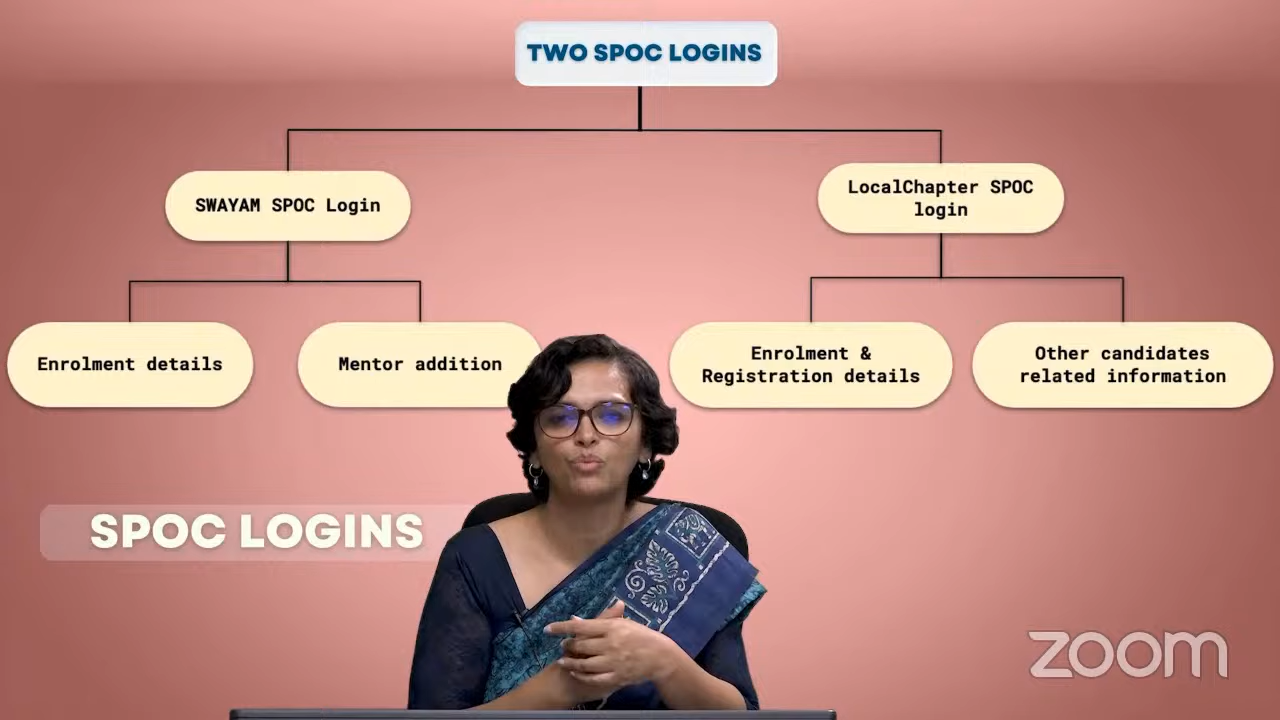 TWO SPOC LOGINS
SWAYAM SPOC Login
LocalChapter SPOC
login
Enrolment details
Mentor addition
Enrolment &
Registration details
Other candidates
related information
SPOC LOGINS
zoom